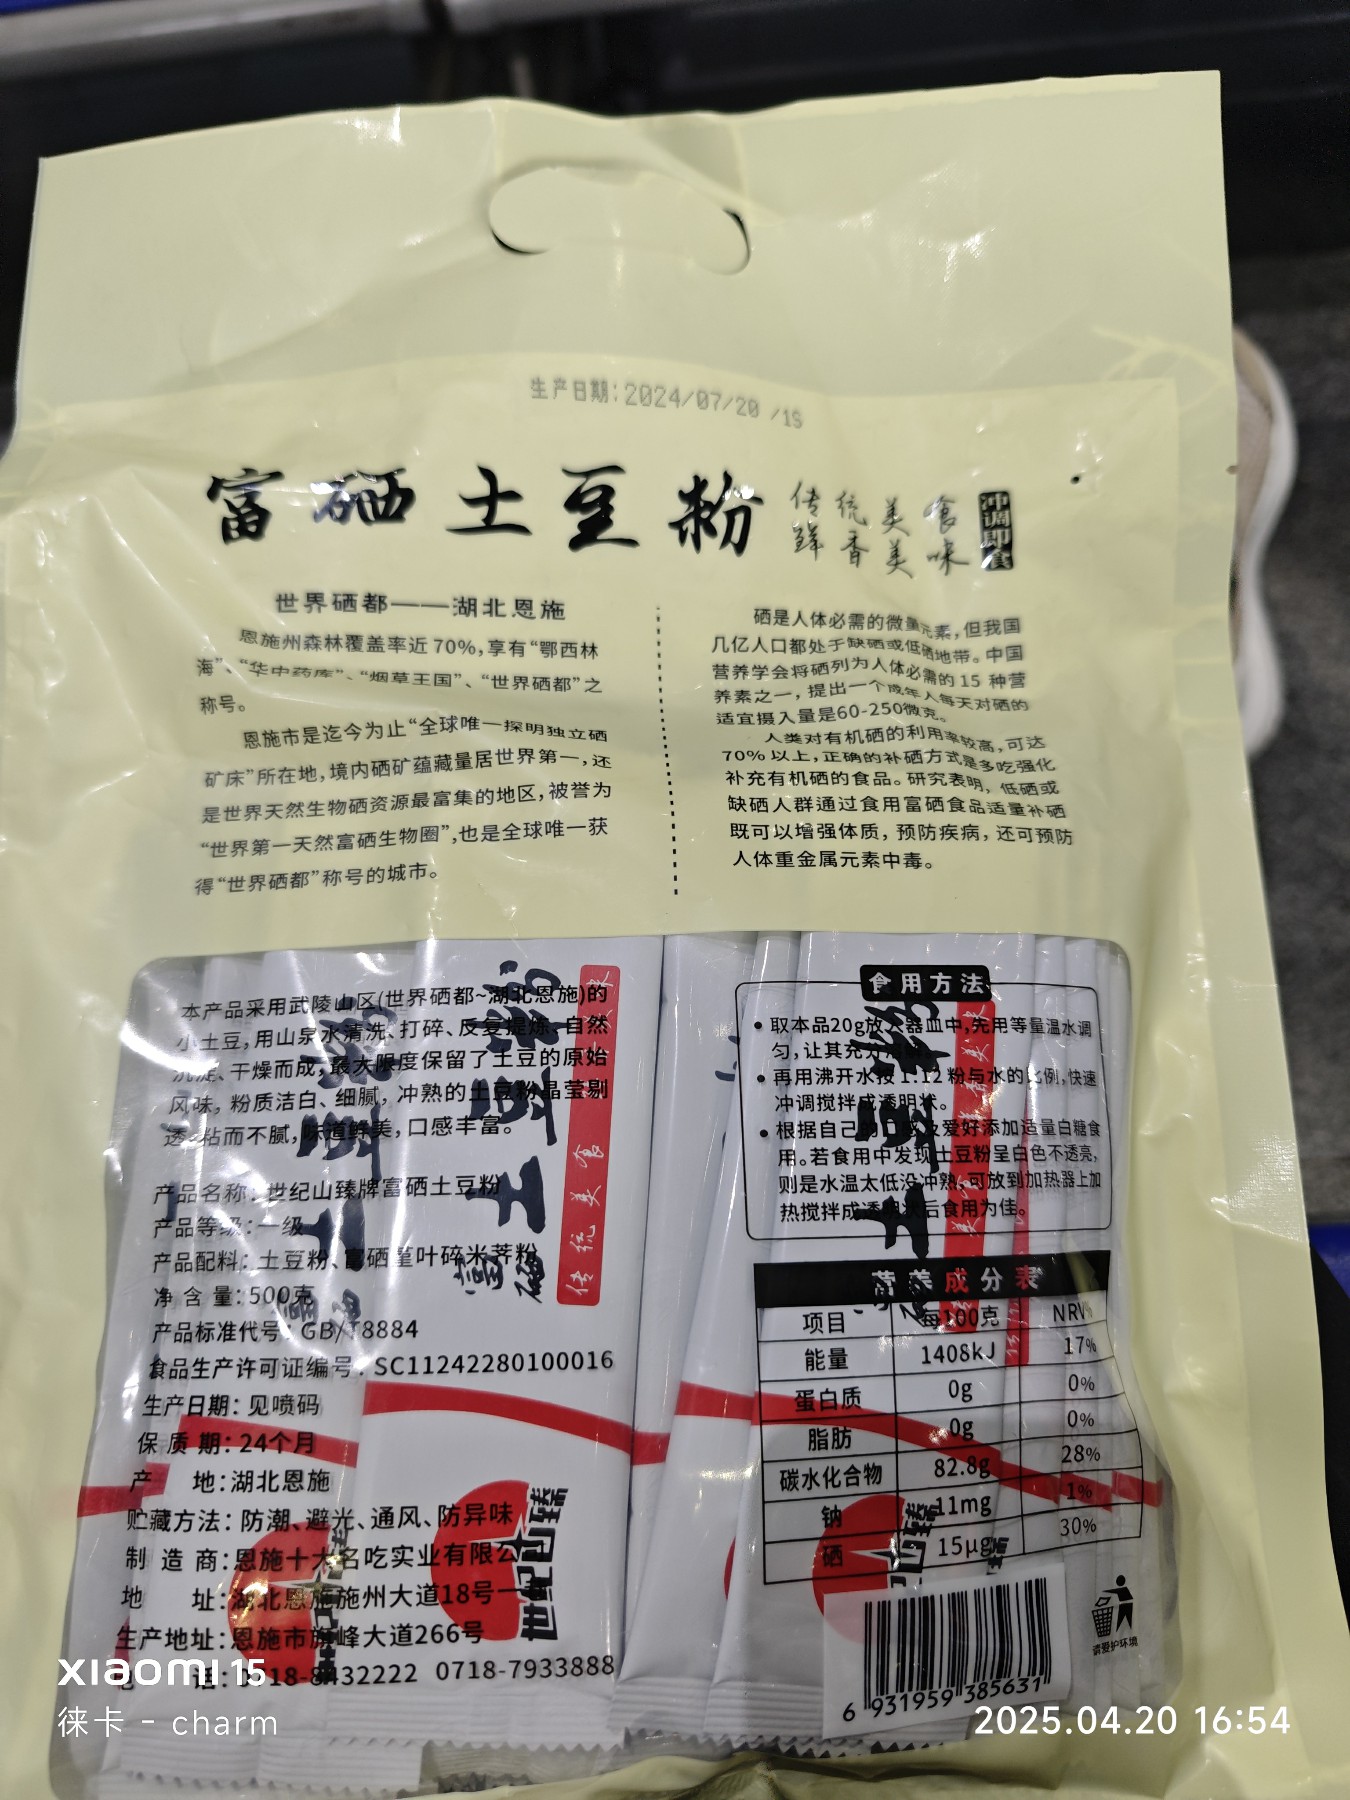 生产日期:2024/07/20 /1S
富硒土豆粉
传统美食
鲜香美味
冲调即食
世界硒都——湖北恩施
恩施州森林覆盖率近70%,享有“鄂西林
海”、“华中药库”、“烟草王国”、“世界硒都”之
称号。
恩施市是迄今为止“全球唯一探明独立硒
矿床”所在地,境内硒矿蕴藏量居世界第一,还
是世界天然生物硒资源最富集的地区,被誉为
“世界第一天然富硒生物圈”,也是全球唯一获
得“世界硒都”称号的城市。
硒是人体必需的微量元素,但我国
几亿人口都处于缺硒或低硒地带。中国
营养学会将硒列为人体必需的15 种营
养素之一,提出一个成年人每天对硒的
适宜摄入量是60-250微克。
人类对有机硒的利用率较高,可达
70%以上,正确的补硒方式是多吃强化
补充有机硒的食品。研究表明,低硒或
缺硒人群通过食用富硒食品适量补硒
既可以增强体质,预防疾病,还可预防
人体重金属元素中毒。
本产品采用武陵山区(世界硒都~湖北恩施)的
小土豆,用山泉水清洗、打碎、反复提炼、自然
沉淀、干燥而成,最大限度保留了土豆的原始
风味,粉质洁白、细腻,冲熟的土豆粉晶莹剔
透,粘而不腻,味道鲜美,口感丰富。
产品名称:世纪山臻牌富硒土豆粉
产品等级:一级
产品配料:土豆粉、富硒堇叶碎米荠粉
净 含 量:500克
产品标准代号:GB/T8884
食品生产许可证编号:SC11242280100016
生产日期:见喷码
保 质 期:24个月
产 地:湖北恩施
贮藏方法:防潮、避光、通风、防异味
制 造 商:恩施十大名吃实业有限公
地 址:湖北恩施施州大道18号
生产地址:恩施市旗峰大道266号
电 话:0718-8432222 0718-7933888
食用方法
• 取本品20g放入器皿中,先用等量温水调
匀,让其充分溶解。
• 再用沸开水按1:12粉与水的比例,快速
冲调搅拌成透明状。
• 根据自己的口感及爱好添加适量白糖食
用。若食用中发现土豆粉呈白色不透亮,
则是水温太低没冲熟,可放到加热器上加
热搅拌成透明状后食用为佳。
营养成分表
项目 每100克 NRV%
能量 1408kJ 17%
蛋白质 0g 0%
脂肪 0g 0%
碳水化合物 82.8g 28%
钠 11mg 1%
硒 15μg 30%
6 931959 385631
请爱护环境
土豆粉
富硒
传统美食
世纪山臻
xiaomi 15
徕卡 - charm
2025.04.20 16:54